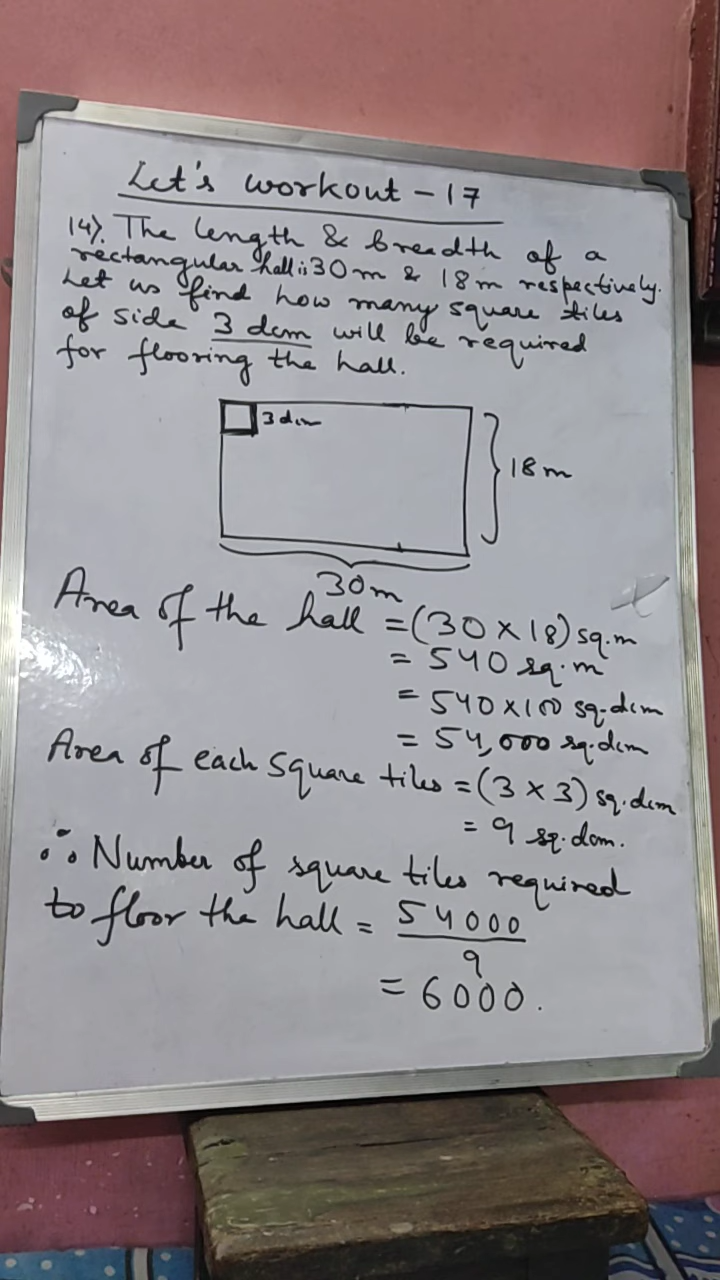 Let's workout - 17
14). The length & breadth of a
rectangular hall is 30m & 18m respectively.
Let us find how many square tiles
of side 3 dcm will be required
for flooring the hall.
3 dcm
18 m
30m
Area of the hall = (30 × 18) sq.m
= 540 sq.m
= 540 × 100 sq.dcm
= 54,000 sq.dcm
Area of each square tiles = (3 × 3) sq.dcm
= 9 sq.dcm.
∴ Number of square tiles required
to floor the hall = 54000
9
= 6000.